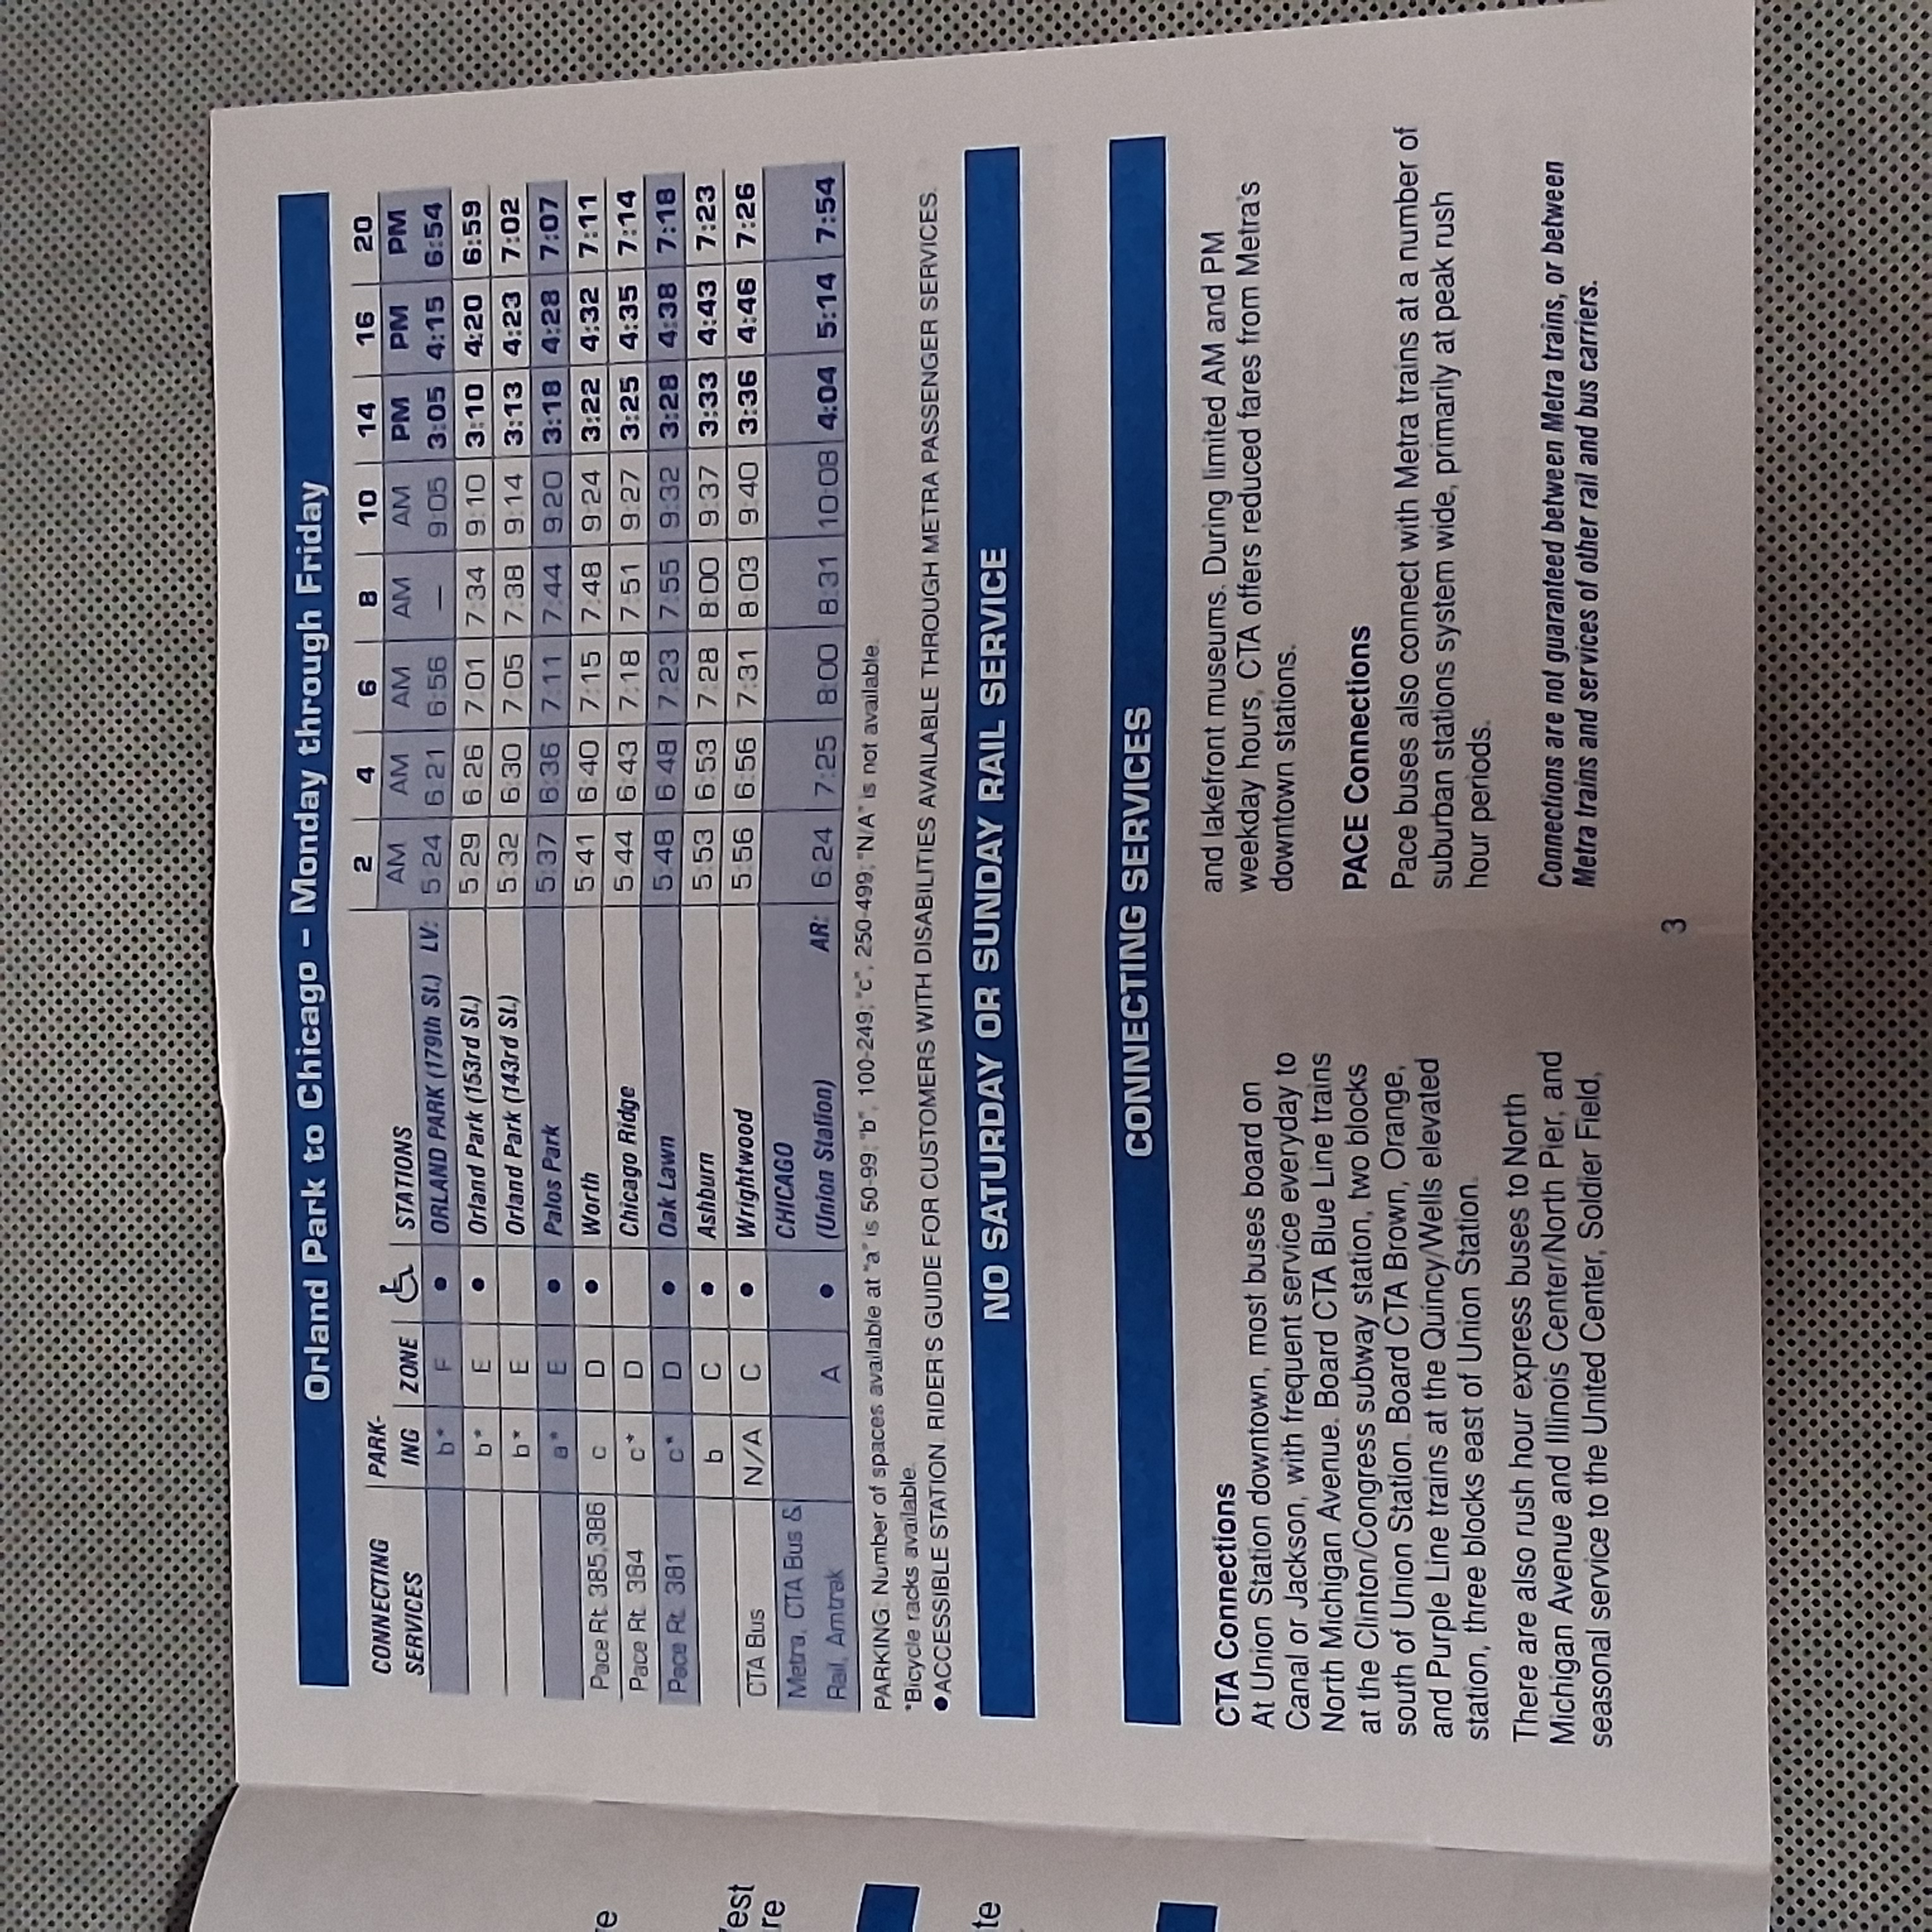 Orland Park to Chicago – Monday through Friday
CONNECTING SERVICES PARK-ING ZONE STATIONS 2 AM 4 AM 6 AM 8 AM 10 AM 14 PM 16 PM 20 PM
b* F ● ORLAND PARK (179th St.) LV: 5:24 6:21 6:56 — 9:05 3:05 4:15 6:54
b* E ● Orland Park (153rd St.) 5:29 6:26 7:01 7:34 9:10 3:10 4:20 6:59
b* E Orland Park (143rd St.) 5:32 6:30 7:05 7:38 9:14 3:13 4:23 7:02
a* E ● Palos Park 5:37 6:36 7:11 7:44 9:20 3:18 4:28 7:07
Pace Rt. 385,386 c D ● Worth 5:41 6:40 7:15 7:48 9:24 3:22 4:32 7:11
Pace Rt. 384 c* D Chicago Ridge 5:44 6:43 7:18 7:51 9:27 3:25 4:35 7:14
Pace Rt. 381 c* D ● Oak Lawn 5:48 6:48 7:23 7:55 9:32 3:28 4:38 7:18
b C ● Ashburn 5:53 6:53 7:28 8:00 9:37 3:33 4:43 7:23
CTA Bus N/A C ● Wrightwood 5:56 6:56 7:31 8:03 9:40 3:36 4:46 7:26
Metra, CTA Bus & CHICAGO
Rail, Amtrak A ● (Union Station) AR: 6:24 7:25 8:00 8:31 10:08 4:04 5:14 7:54
PARKING: Number of spaces available at "a" is 50-99; "b", 100-249; "c", 250-499; "N/A" is not available.
*Bicycle racks available.
●ACCESSIBLE STATION. RIDER'S GUIDE FOR CUSTOMERS WITH DISABILITIES AVAILABLE THROUGH METRA PASSENGER SERVICES.
NO SATURDAY OR SUNDAY RAIL SERVICE
CONNECTING SERVICES
CTA Connections
At Union Station downtown, most buses board on
Canal or Jackson, with frequent service everyday to
North Michigan Avenue. Board CTA Blue Line trains
at the Clinton/Congress subway station, two blocks
south of Union Station. Board CTA Brown, Orange,
and Purple Line trains at the Quincy/Wells elevated
station, three blocks east of Union Station.
There are also rush hour express buses to North
Michigan Avenue and Illinois Center/North Pier, and
seasonal service to the United Center, Soldier Field,
and lakefront museums. During limited AM and PM
weekday hours, CTA offers reduced fares from Metra's
downtown stations.
PACE Connections
Pace buses also connect with Metra trains at a number of
suburban stations system wide, primarily at peak rush
hour periods.
Connections are not guaranteed between Metra trains, or between
Metra trains and services of other rail and bus carriers.
3